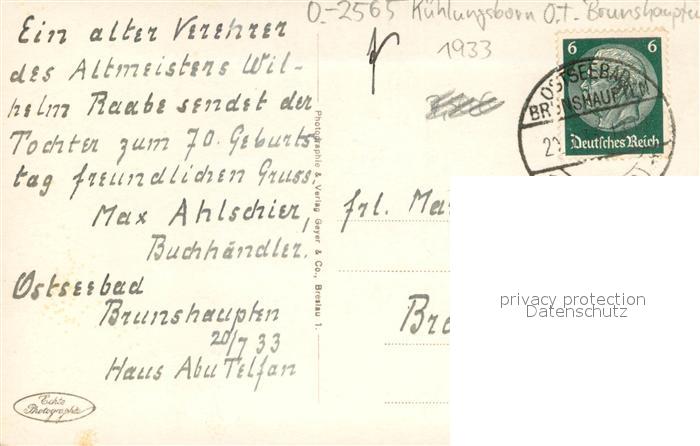 O.-2565 Kühlungsborn O.T. Brunshaupten
1933
Ein alter Verehrer
des Altmeisters Wil-
helm Raabe sendet der
Tochter zum 70. Geburts-
tag freundlichen Gruss.
Max Ahlschier,
Buchhändler.
Ostseebad
Brunshaupten
20/7 33
Haus Abu Telfan
Echte
Photographie
Photographie & Verlag Geyer & Co., Breslau 1.
6 6
Deutsches Reich
OSTSEEBAD
BRUNSHAUPTEN
frl. Mar
Br
privacy protection
Datenschutz